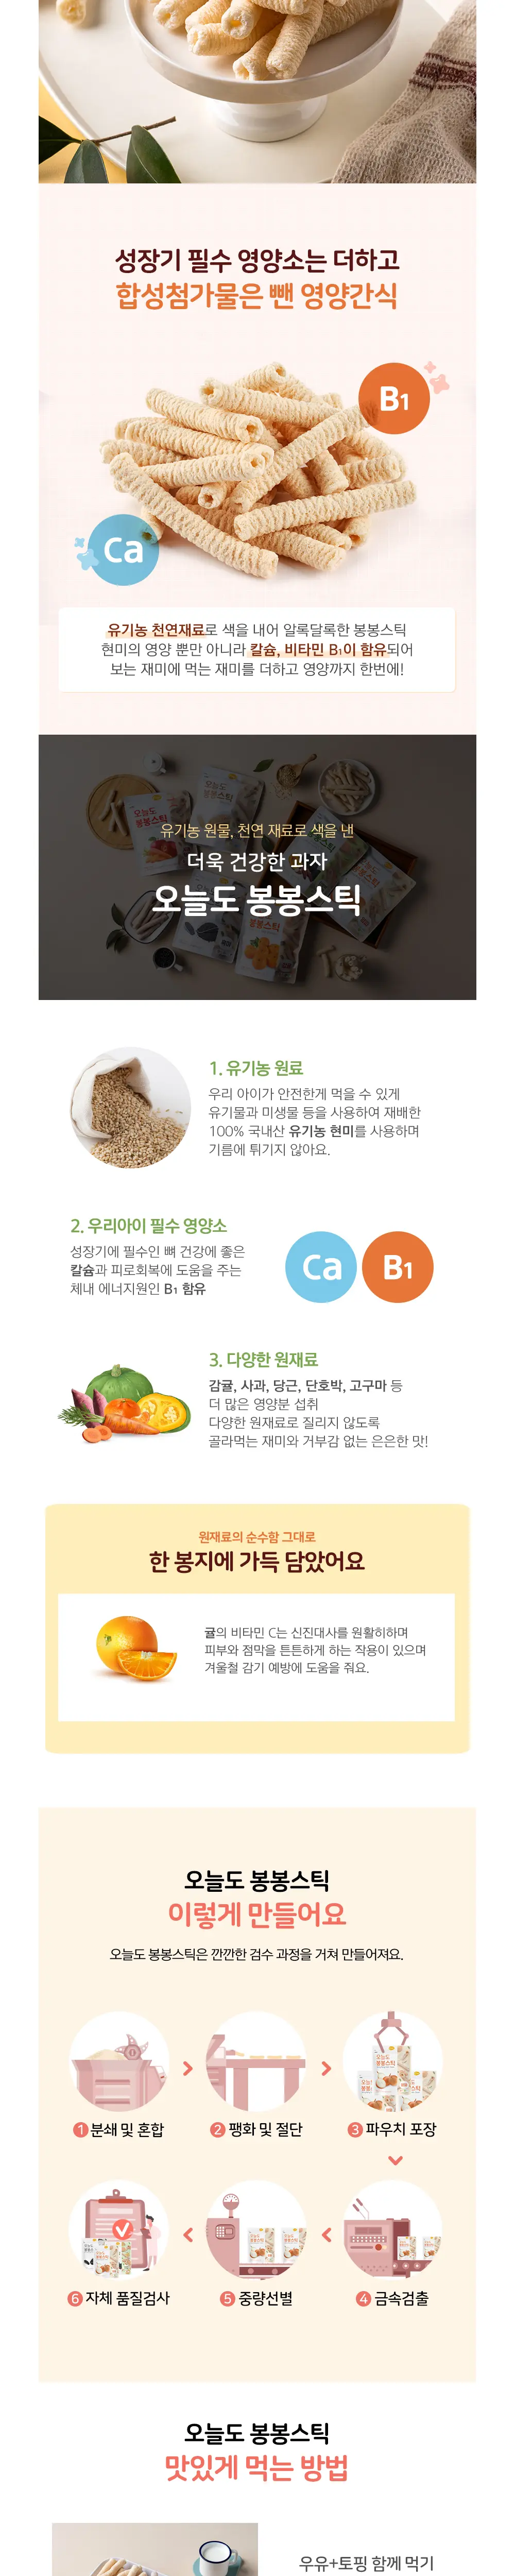 성장기 필수 영양소는 더하고
합성첨가물은 뺀 영양간식
B1
Ca
유기농 천연재료로 색을 내어 알록달록한 봉봉스틱
현미의 영양 뿐만 아니라 칼슘, 비타민 B1이 함유되어
보는 재미에 먹는 재미를 더하고 영양까지 한번에!
유기농 원물, 천연 재료로 색을 낸
더욱 건강한 과자
오늘도 봉봉스틱
1. 유기농 원료
우리 아이가 안전한게 먹을 수 있게
유기물과 미생물 등을 사용하여 재배한
100% 국내산 유기농 현미를 사용하며
기름에 튀기지 않아요.
2. 우리아이 필수 영양소
성장기에 필수인 뼈 건강에 좋은
칼슘과 피로회복에 도움을 주는
체내 에너지원인 B1 함유
Ca
B1
3. 다양한 원재료
감귤, 사과, 당근, 단호박, 고구마 등
더 많은 영양분 섭취
다양한 원재료로 질리지 않도록
골라먹는 재미와 거부감 없는 은은한 맛!
원재료의 순수함 그대로
한 봉지에 가득 담았어요
귤의 비타민 C는 신진대사를 원활히하며
피부와 점막을 튼튼하게 하는 작용이 있으며
겨울철 감기 예방에 도움을 줘요.
오늘도 봉봉스틱
이렇게 만들어요
오늘도 봉봉스틱은 깐깐한 검수 과정을 거쳐 만들어져요.
1 분쇄 및 혼합
2 팽화 및 절단
3 파우치 포장
4 금속검출
5 중량선별
6 자체 품질검사
오늘도 봉봉스틱
맛있게 먹는 방법
우유+토핑 함께 먹기